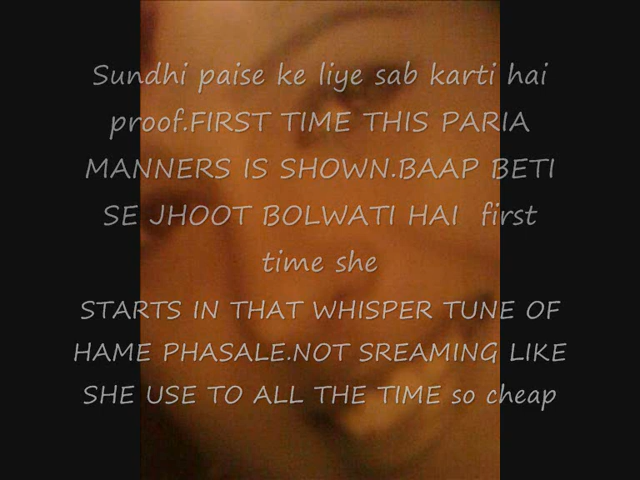 Sundhi paise ke liye sab karti hai
proof.FIRST TIME THIS PARIA
MANNERS IS SHOWN.BAAP BETI
SE JHOOT BOLWATI HAI first
time she
STARTS IN THAT WHISPER TUNE OF
HAME PHASALE.NOT SREAMING LIKE
SHE USE TO ALL THE TIME so cheap